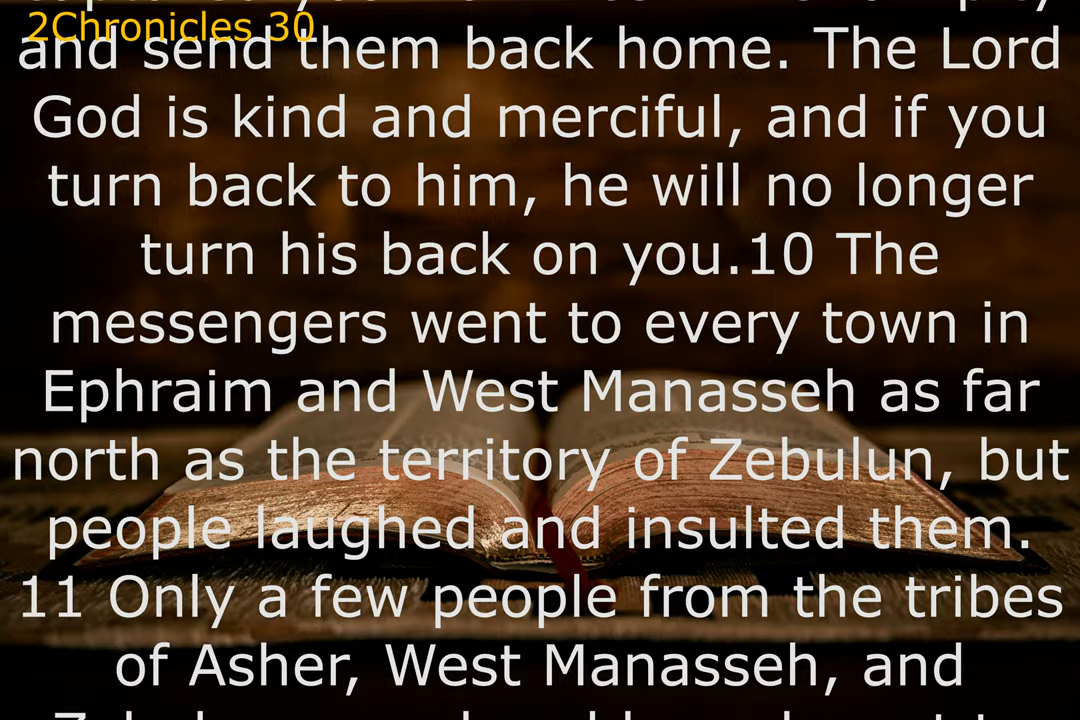 2Chronicles 30
and send them back home. The Lord
God is kind and merciful, and if you
turn back to him, he will no longer
turn his back on you.10 The
messengers went to every town in
Ephraim and West Manasseh as far
north as the territory of Zebulun, but
people laughed and insulted them.
11 Only a few people from the tribes
of Asher, West Manasseh, and